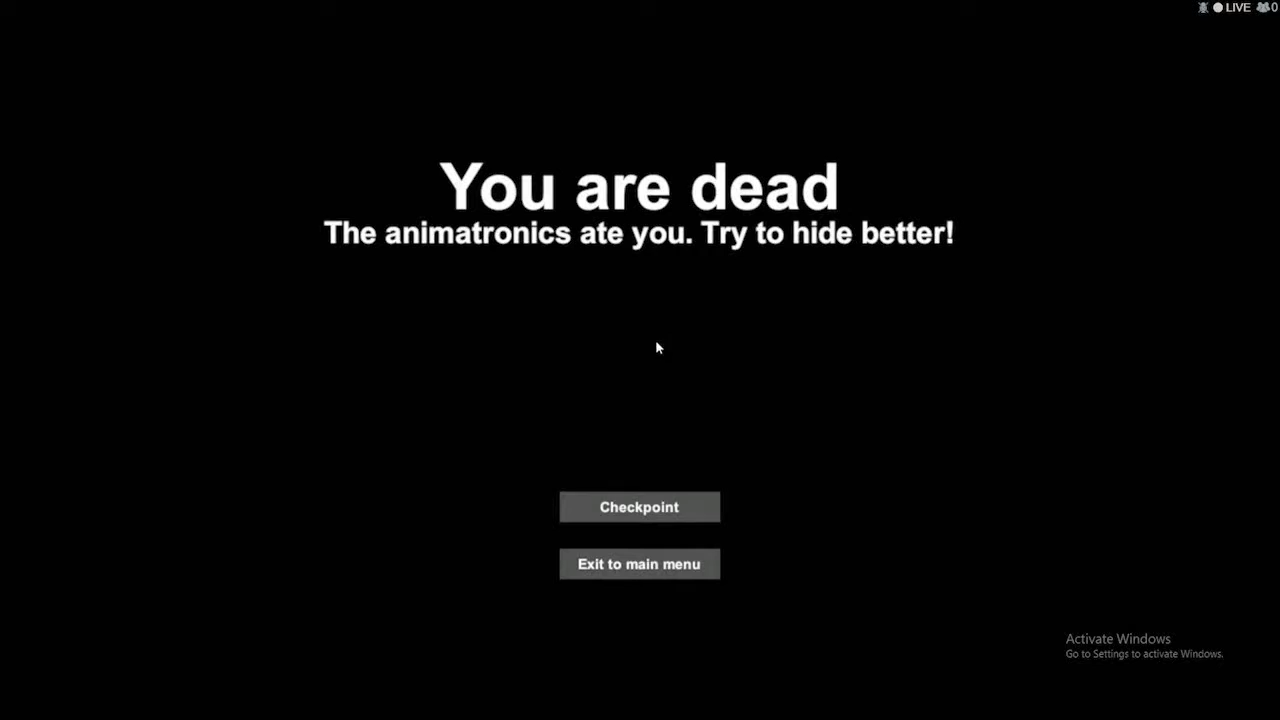 LIVE 0
You are dead
The animatronics ate you. Try to hide better!
Checkpoint
Exit to main menu
Activate Windows
Go to Settings to activate Windows.